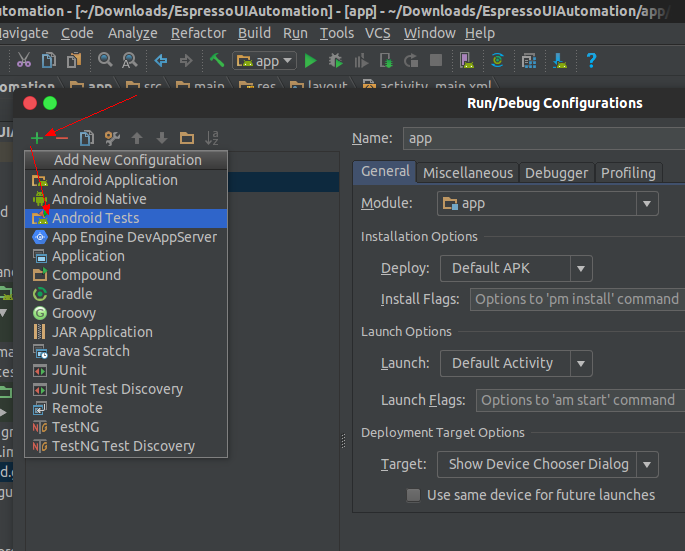 utomation - [~/Downloads/EspressoUIAutomation] - [app] - ~/Downloads/EspressoUIAutomation/app/
Navigate Code Analyze Refactor Build Run Tools VCS Window Help
app
tomation app src main res layout activity_main.xml
Run/Debug Configurations
Name: app
Add New Configuration
Android Application
Android Native
Android Tests
App Engine DevAppServer
Application
Compound
Gradle
Groovy
JAR Application
Java Scratch
JUnit
JUnit Test Discovery
Remote
TestNG
TestNG Test Discovery
General Miscellaneous Debugger Profiling
Module: app
Installation Options
Deploy: Default APK
Install Flags: Options to 'pm install' command
Launch Options
Launch: Default Activity
Launch Flags: Options to 'am start' command
Deployment Target Options
Target: Show Device Chooser Dialog
Use same device for future launches